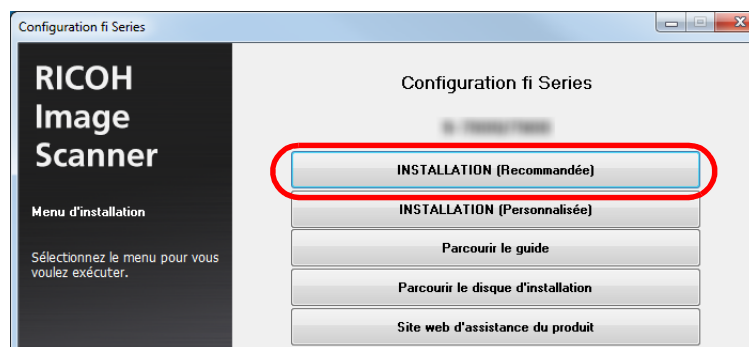 Configuration fi Series
RICOH
Image
Scanner
Menu d'installation
Sélectionnez le menu pour vous
voulez exécuter.
Configuration fi Series
INSTALLATION (Recommandée)
INSTALLATION (Personnalisée)
Parcourir le guide
Parcourir le disque d'installation
Site web d'assistance du produit